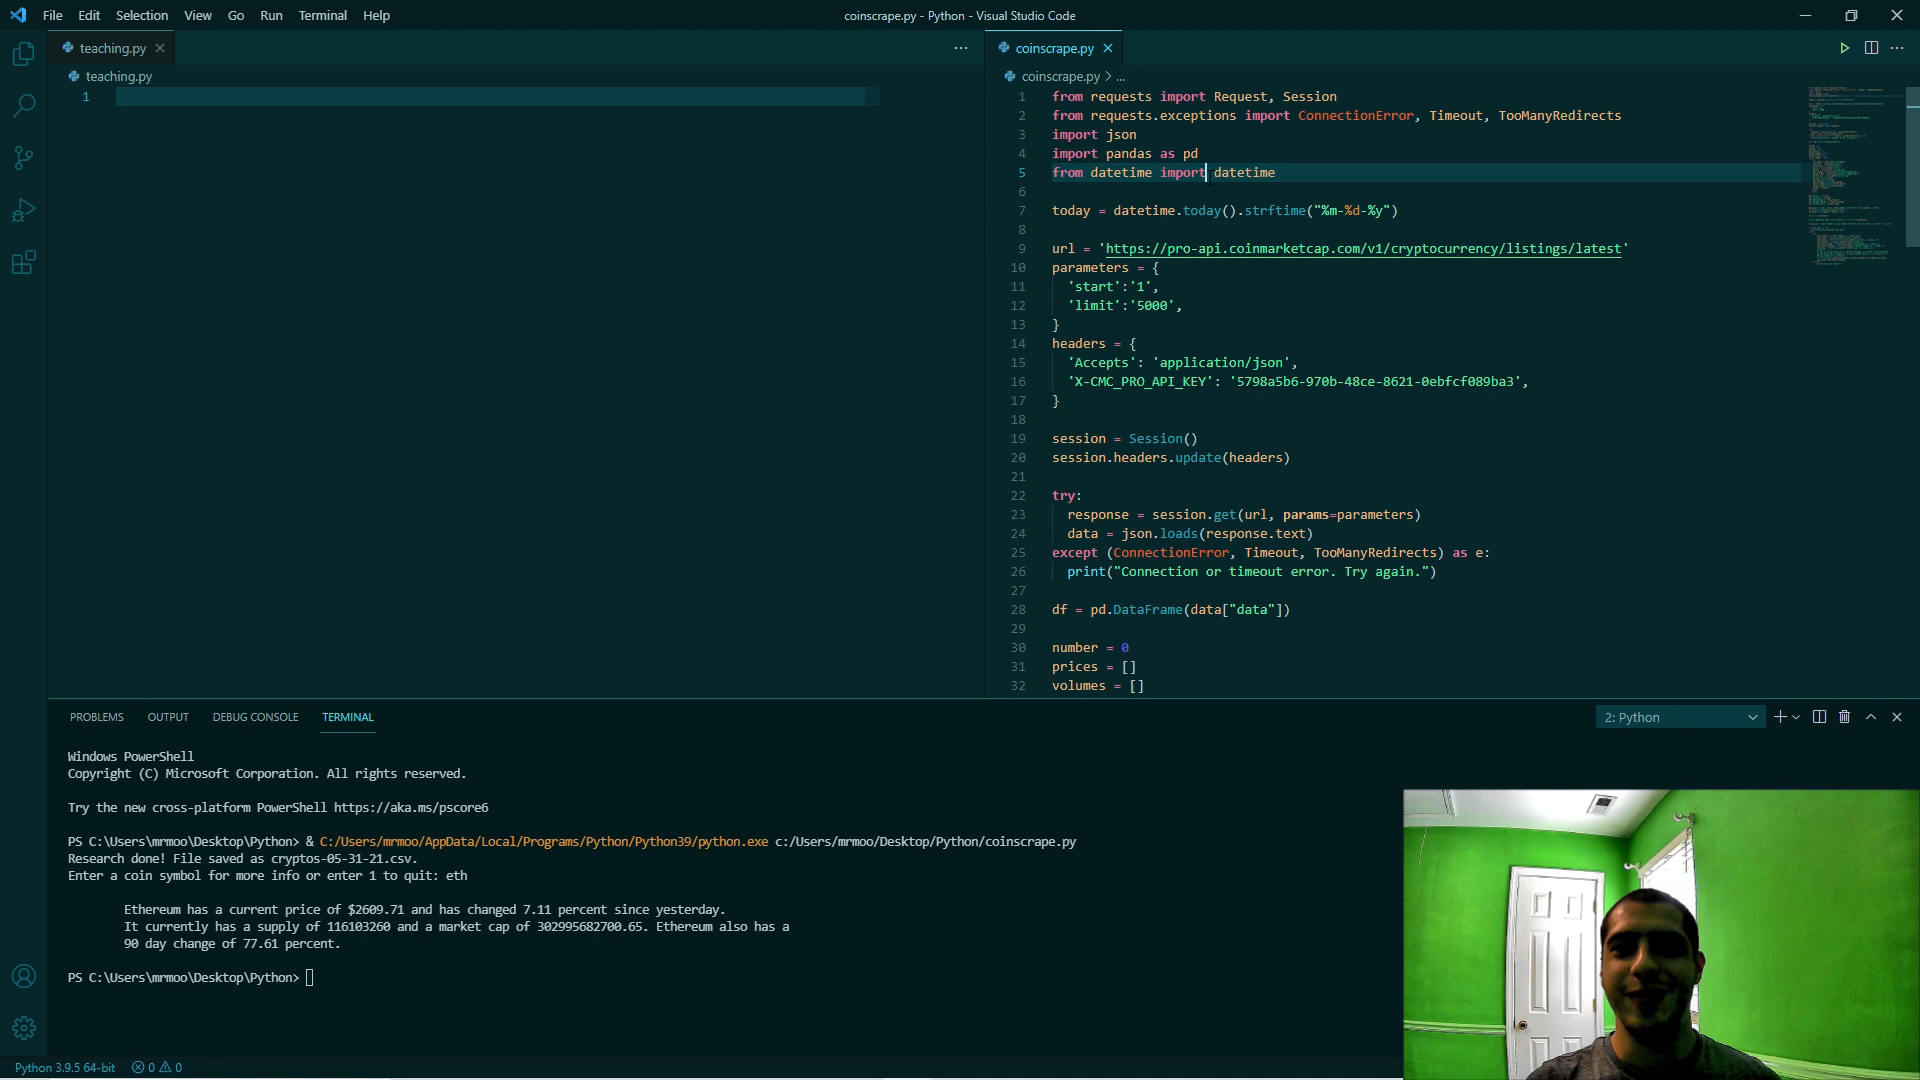 File Edit Selection View Go Run Terminal Help
coinscrape.py - Python - Visual Studio Code
teaching.py
teaching.py
1
coinscrape.py
coinscrape.py > ...
1 from requests import Request, Session
2 from requests.exceptions import ConnectionError, Timeout, TooManyRedirects
3 import json
4 import pandas as pd
5 from datetime import datetime
6
7 today = datetime.today().strftime("%m-%d-%y")
8
9 url = 'https://pro-api.coinmarketcap.com/v1/cryptocurrency/listings/latest'
10 parameters = {
11 'start':'1',
12 'limit':'5000',
13 }
14 headers = {
15 'Accepts': 'application/json',
16 'X-CMC_PRO_API_KEY': '5798a5b6-970b-48ce-8621-0ebfcf089ba3',
17 }
18
19 session = Session()
20 session.headers.update(headers)
21
22 try:
23 response = session.get(url, params=parameters)
24 data = json.loads(response.text)
25 except (ConnectionError, Timeout, TooManyRedirects) as e:
26 print("Connection or timeout error. Try again.")
27
28 df = pd.DataFrame(data["data"])
29
30 number = 0
31 prices = []
32 volumes = []
PROBLEMS OUTPUT DEBUG CONSOLE TERMINAL
2: Python
Windows PowerShell
Copyright (C) Microsoft Corporation. All rights reserved.
Try the new cross-platform PowerShell https://aka.ms/pscore6
PS C:\Users\mrmoo\Desktop\Python> & C:/Users/mrmoo/AppData/Local/Programs/Python/Python39/python.exe c:/Users/mrmoo/Desktop/Python/coinscrape.py
Research done! File saved as cryptos-05-31-21.csv.
Enter a coin symbol for more info or enter 1 to quit: eth
Ethereum has a current price of $2609.71 and has changed 7.11 percent since yesterday.
It currently has a supply of 116103260 and a market cap of 302995682700.65. Ethereum also has a
90 day change of 77.61 percent.
PS C:\Users\mrmoo\Desktop\Python>
Python 3.9.5 64-bit 0 0